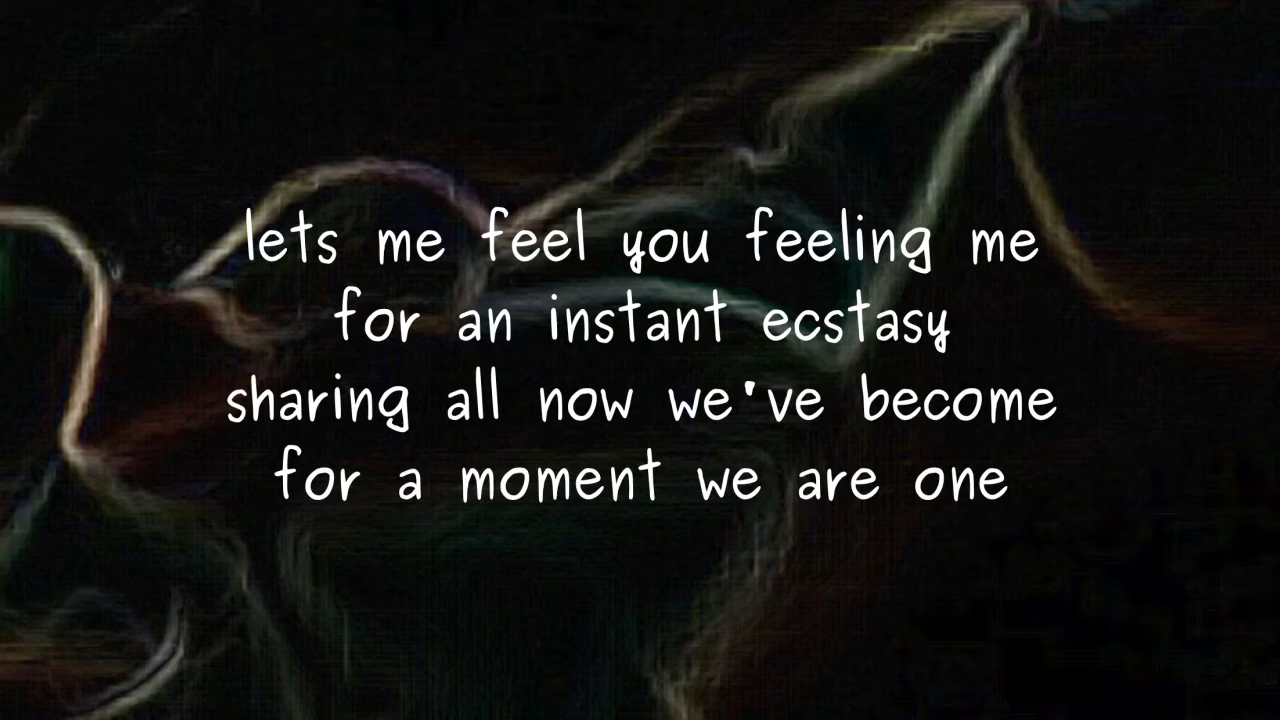 lets me feel you feeling me
for an instant ecstasy
sharing all now we've become
for a moment we are one